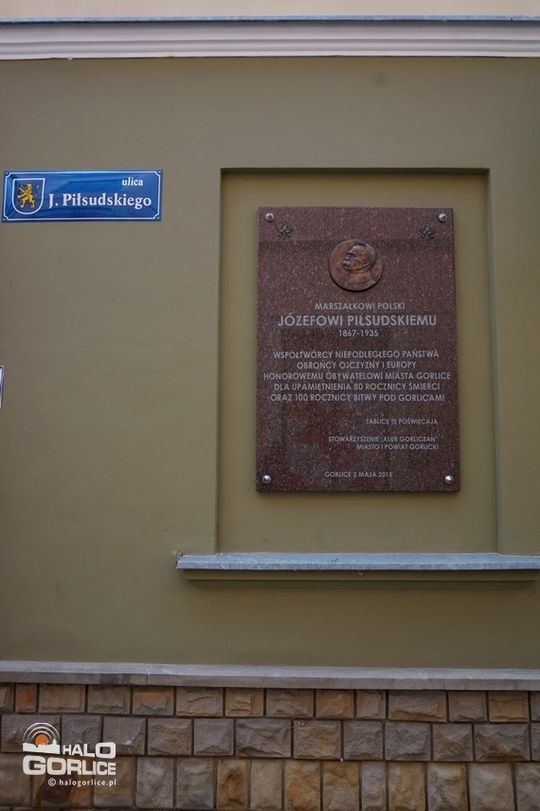 ulica
J. Piłsudskiego
MARSZAŁKOWI POLSKI
JÓZEFOWI PIŁSUDSKIEMU
1867-1935
WSPÓŁTWÓRCY NIEPODLEGŁEGO PAŃSTWA
OBROŃCY OJCZYZNY I EUROPY
HONOROWEMU OBYWATELOWI MIASTA GORLICE
DLA UPAMIĘTNIENIA 80 ROCZNICY ŚMIERCI
ORAZ 100 ROCZNICY BITWY POD GORLICAMI
TABLICĘ TĘ POŚWIĘCAJĄ
STOWARZYSZENIE „KLUB GORLICZAN"
MIASTO I POWIAT GORLICKI
GORLICE 2 MAJA 2015
HALO
GORLICE
© halogorlice.pl